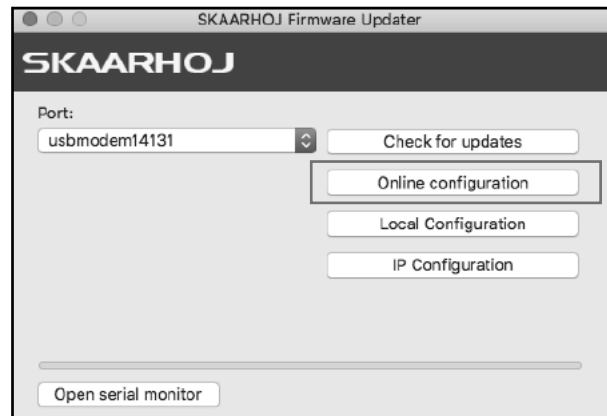 SKAARHOJ Firmware Updater
SKAARHOJ
Port:
usbmodem14131
Check for updates
Online configuration
Local Configuration
IP Configuration
Open serial monitor